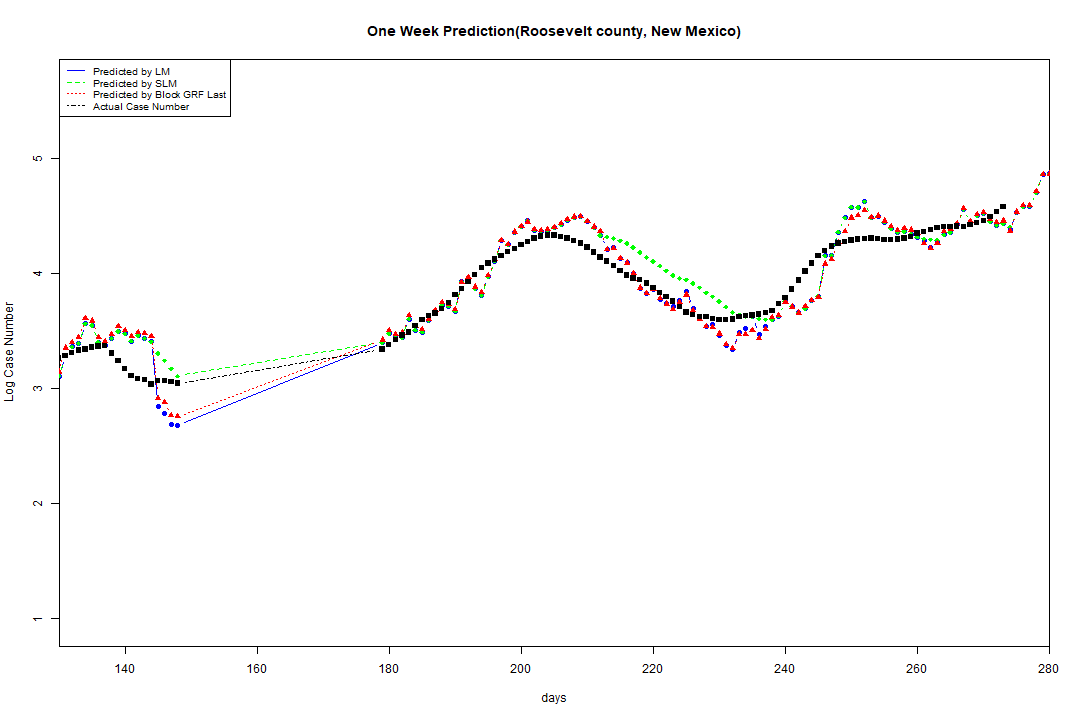 One Week Prediction(Roosevelt county, New Mexico)
Predicted by LM
Predicted by SLM
Predicted by Block GRF Last
Actual Case Number
Log Case Number
5
4
3
2
1
140 160 180 200 220 240 260 280
days